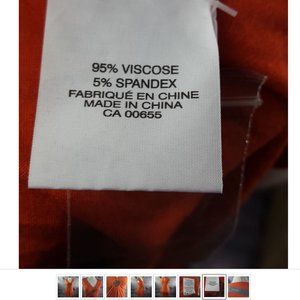 95% VISCOSE
5% SPANDEX
FABRIQUÉ EN CHINE
MADE IN CHINA
CA 00655